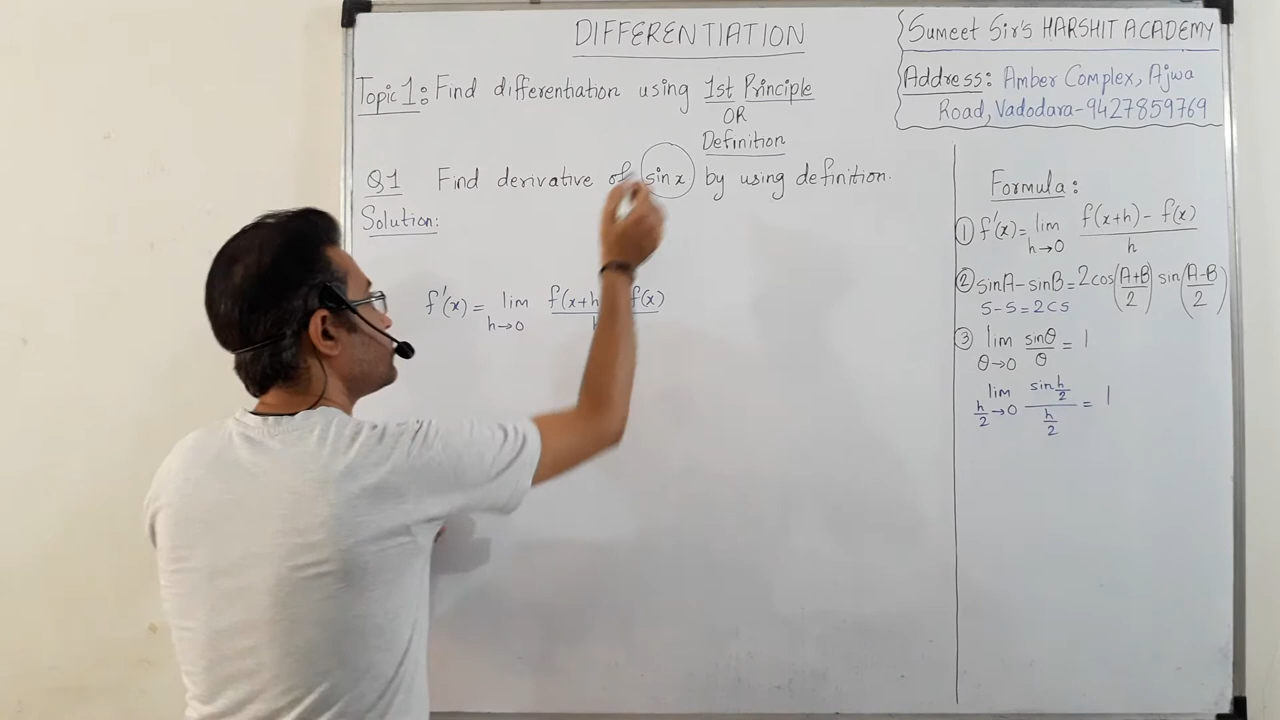 DIFFERENTIATION
Sumeet Sir's HARSHIT ACADEMY
Address: Amber Complex, Ajwa
Road, Vadodara-9427859769
Topic 1: Find differentiation using 1st Principle
OR
Definition
Q1 Find derivative of sin x by using definition.
Solution:
f'(x) = lim h→0 f(x+h) f(x) / h
Formula:
① f'(x) = lim h→0 f(x+h) - f(x) / h
② sinA - sinB = 2cos(A+B/2) sin(A-B/2)
S-S = 2CS
③ lim θ→0 sinθ/θ = 1
lim h/2→0 sin h/2 / h/2 = 1